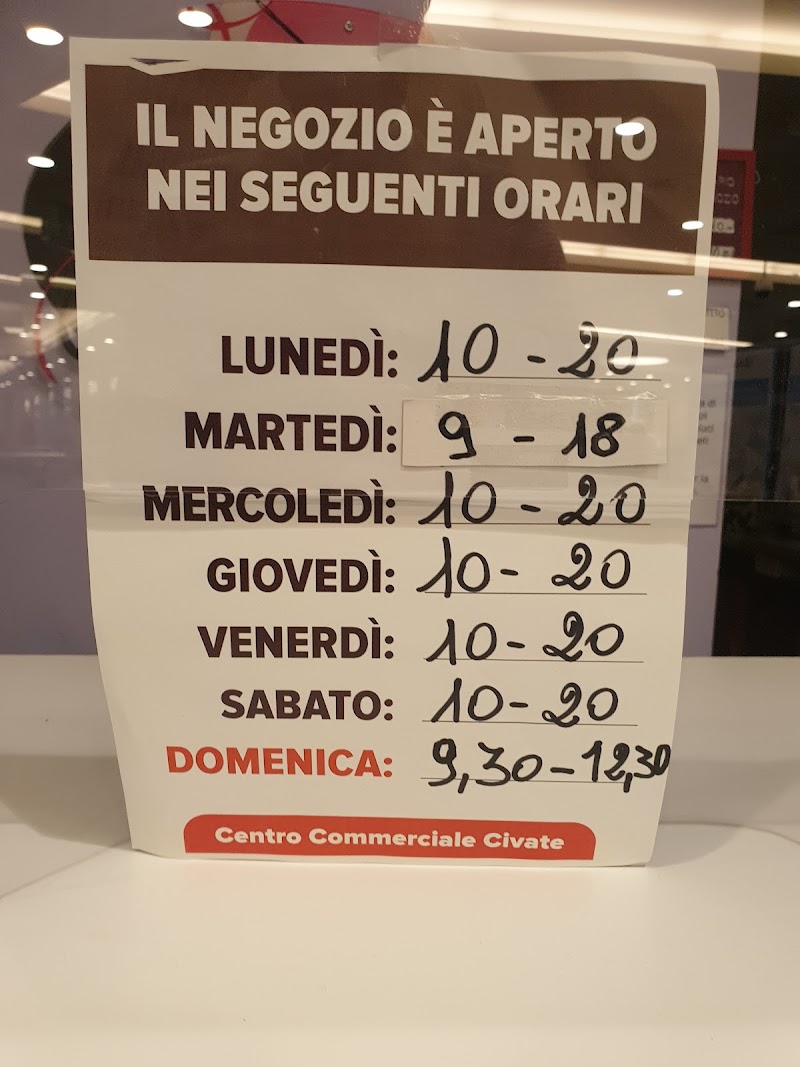 IL NEGOZIO È APERTO
NEI SEGUENTI ORARI
LUNEDÌ: 10 - 20
MARTEDÌ: 9 - 18
MERCOLEDÌ: 10 - 20
GIOVEDÌ: 10 - 20
VENERDÌ: 10 - 20
SABATO: 10 - 20
DOMENICA: 9,30 - 12,30
Centro Commerciale Civate